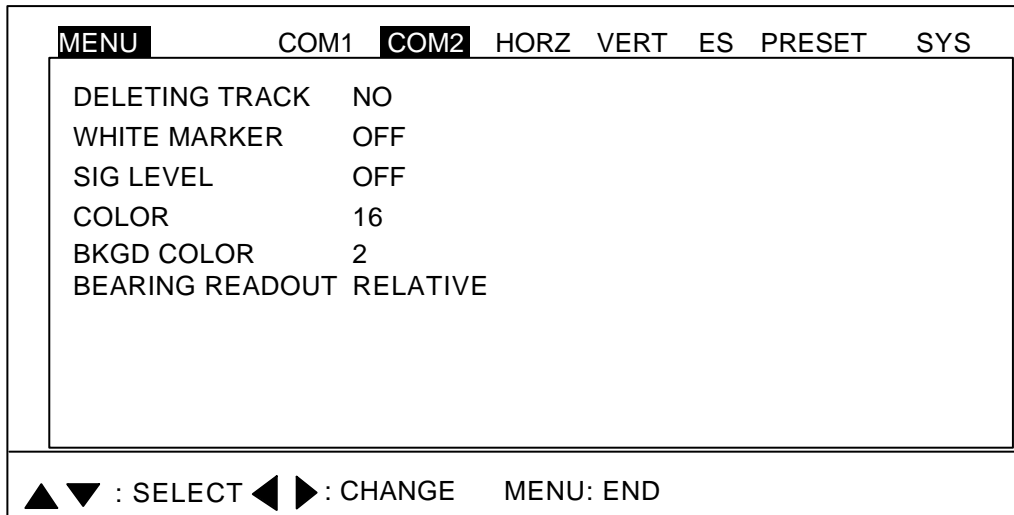 MENU COM1 COM2 HORZ VERT ES PRESET SYS
DELETING TRACK NO
WHITE MARKER OFF
SIG LEVEL OFF
COLOR 16
BKGD COLOR 2
BEARING READOUT RELATIVE
▲ ▼ : SELECT ◀ ▶ : CHANGE MENU: END